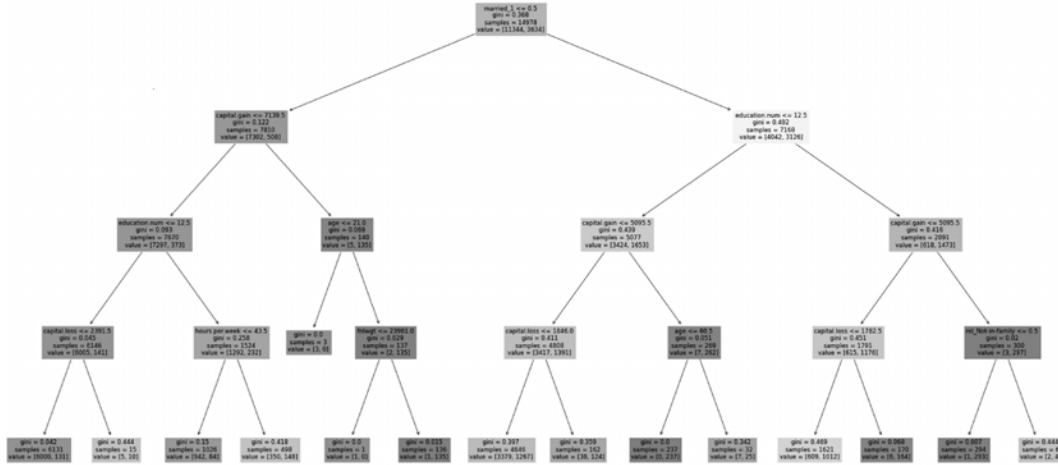 married_1 <= 0.5
gini = 0.368
samples = 14978
value = [11344, 3634]
capital.gain <= 7139.5
gini = 0.122
samples = 7810
value = [7302, 508]
education.num <= 12.5
gini = 0.492
samples = 7168
value = [4042, 3126]
education.num <= 12.5
gini = 0.093
samples = 7670
value = [7297, 373]
age <= 21.0
gini = 0.069
samples = 140
value = [5, 135]
capital.gain <= 5095.5
gini = 0.439
samples = 5077
value = [3424, 1653]
capital.gain <= 5095.5
gini = 0.416
samples = 2091
value = [618, 1473]
capital.loss <= 2391.5
gini = 0.045
samples = 6146
value = [6005, 141]
hours.per.week <= 43.5
gini = 0.258
samples = 1524
value = [1292, 232]
gini = 0.0
samples = 3
value = [3, 0]
fnlwgt <= 23961.0
gini = 0.029
samples = 137
value = [2, 135]
capital.loss <= 1846.0
gini = 0.411
samples = 4808
value = [3417, 1391]
age <= 60.5
gini = 0.051
samples = 269
value = [7, 262]
capital.loss <= 1782.5
gini = 0.451
samples = 1791
value = [615, 1176]
rel_Not-in-family <= 0.5
gini = 0.02
samples = 300
value = [3, 297]
gini = 0.042
samples = 6131
value = [6000, 131]
gini = 0.444
samples = 15
value = [5, 10]
gini = 0.15
samples = 1026
value = [942, 84]
gini = 0.418
samples = 498
value = [350, 148]
gini = 0.0
samples = 1
value = [1, 0]
gini = 0.015
samples = 136
value = [1, 135]
gini = 0.397
samples = 4646
value = [3379, 1267]
gini = 0.359
samples = 162
value = [38, 124]
gini = 0.0
samples = 237
value = [0, 237]
gini = 0.342
samples = 32
value = [7, 25]
gini = 0.469
samples = 1621
value = [609, 1012]
gini = 0.068
samples = 170
value = [6, 164]
gini = 0.007
samples = 294
value = [1, 293]
gini = 0.444
samples =
value = [2, 4